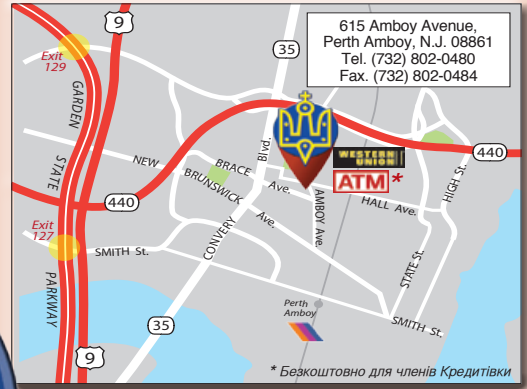 9
35
615 Amboy Avenue,
Perth Amboy, N.J. 08861
Tel. (732) 802-0480
Fax. (732) 802-0484
Exit
129
GARDEN
STATE
PARKWAY
NEW
BRUNSWICK
Ave.
BRACE
Ave.
Blvd.
CONVERY
WESTERN
UNION
ATM*
440
HALL Ave.
HIGH St.
AMBOY Ave.
440
Exit
127
SMITH St.
STATE St.
SMITH St.
Perth
Amboy
35
9
* Безкоштовно для членів Кредитівки